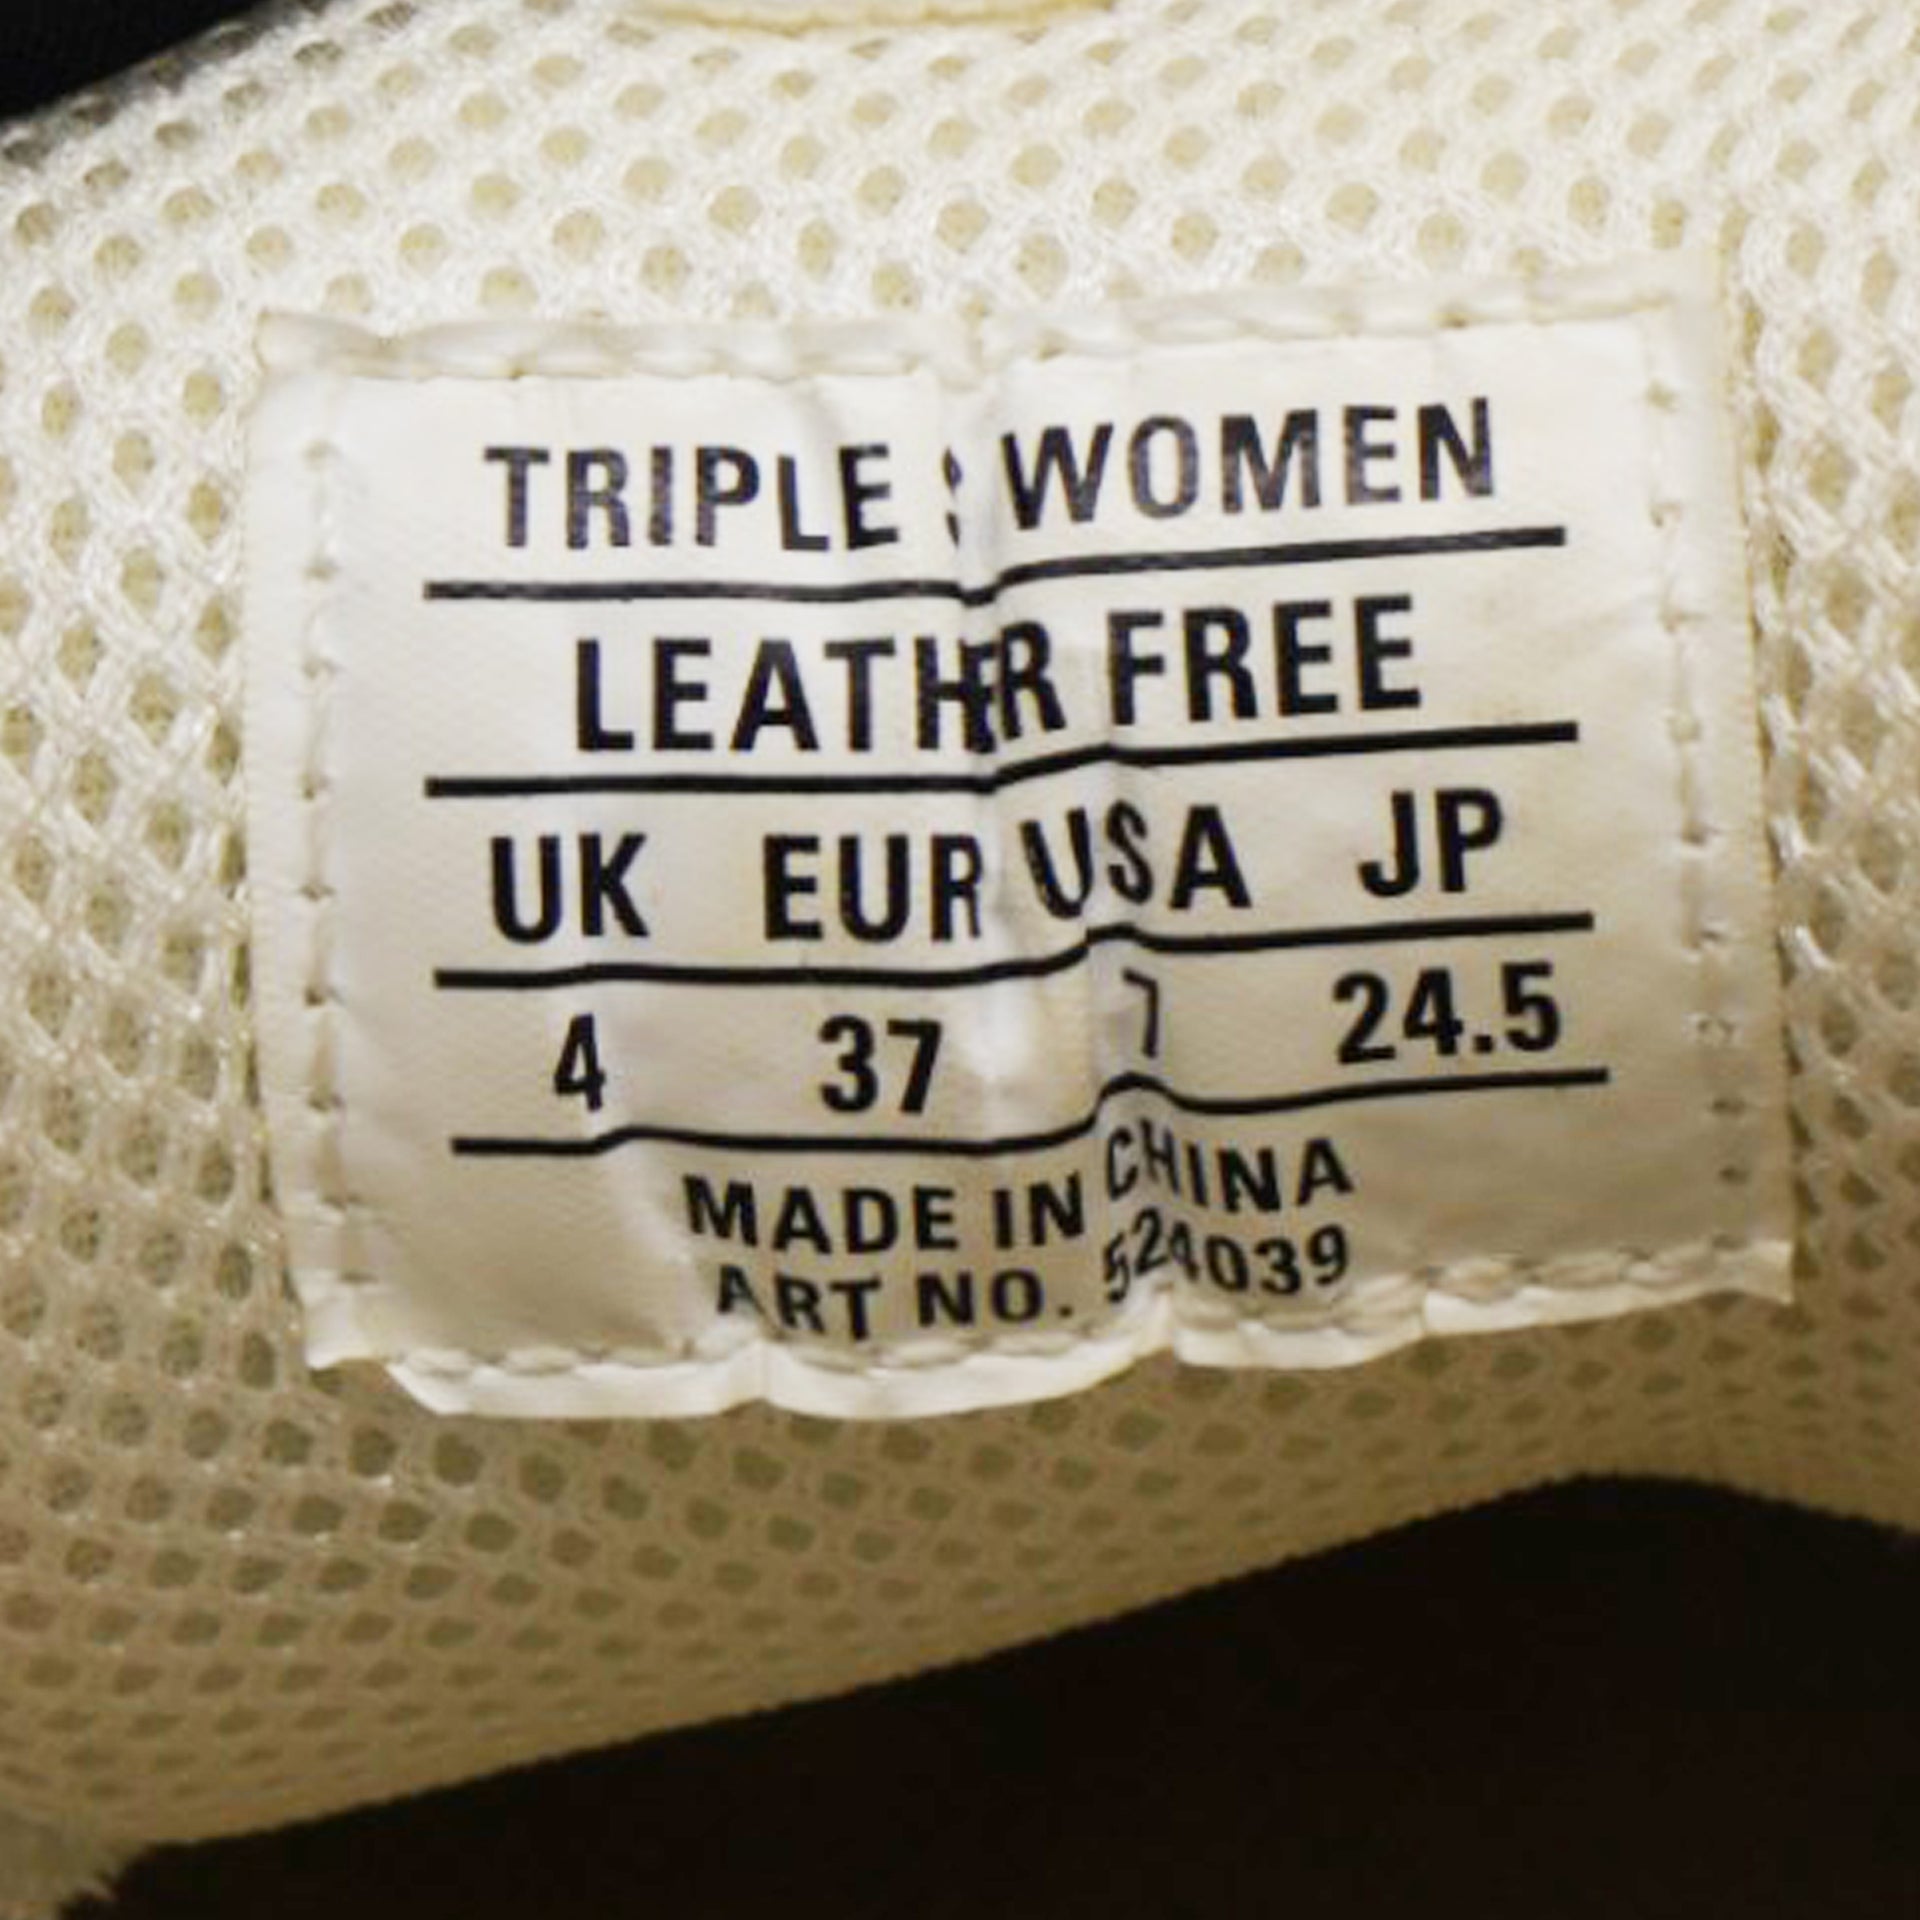 TRIPLE S WOMEN
LEATHER FREE
UK EUR USA JP
4 37 7 24.5
MADE IN CHINA
ART NO. 524039